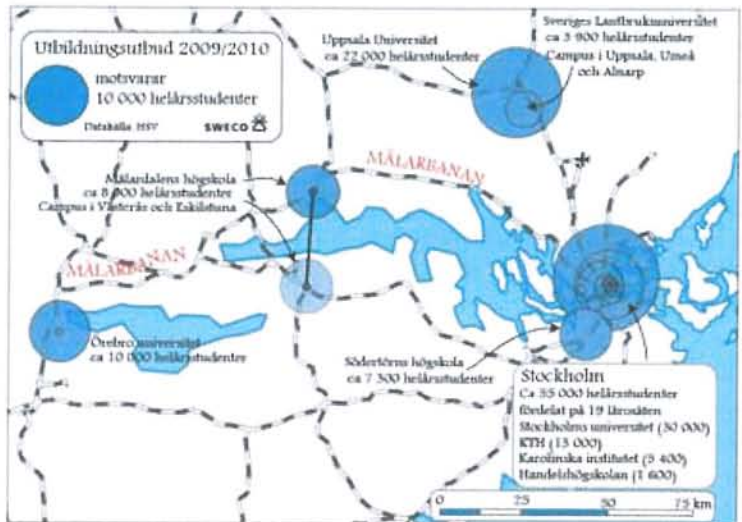 Utbildningsutbud 2009/2010
motsvarar
10 000 helårsstudenter
Datakälla: HSV
SWECO
Uppsala Universitet
ca 22 000 helårsstudenter
Sveriges Lantbruksuniversitet
ca 3 900 helårsstudenter
Campus i Uppsala, Umeå
och Alnarp
Mälardalens högskola
ca 8 000 helårsstudenter
Campus i Västerås och Eskilstuna
MÄLARBANAN
MÄLARBANAN
Örebro universitet
ca 10 000 helårsstudenter
Södertörns högskola
ca 7 300 helårsstudenter
Stockholm
Ca 55 000 helårsstudenter
fördelat på 19 lärosäten
Stockholms universitet (30 000)
KTH (13 000)
Karolinska institutet (5 400)
Handelshögskolan (1 600)
0 25 50 75 km